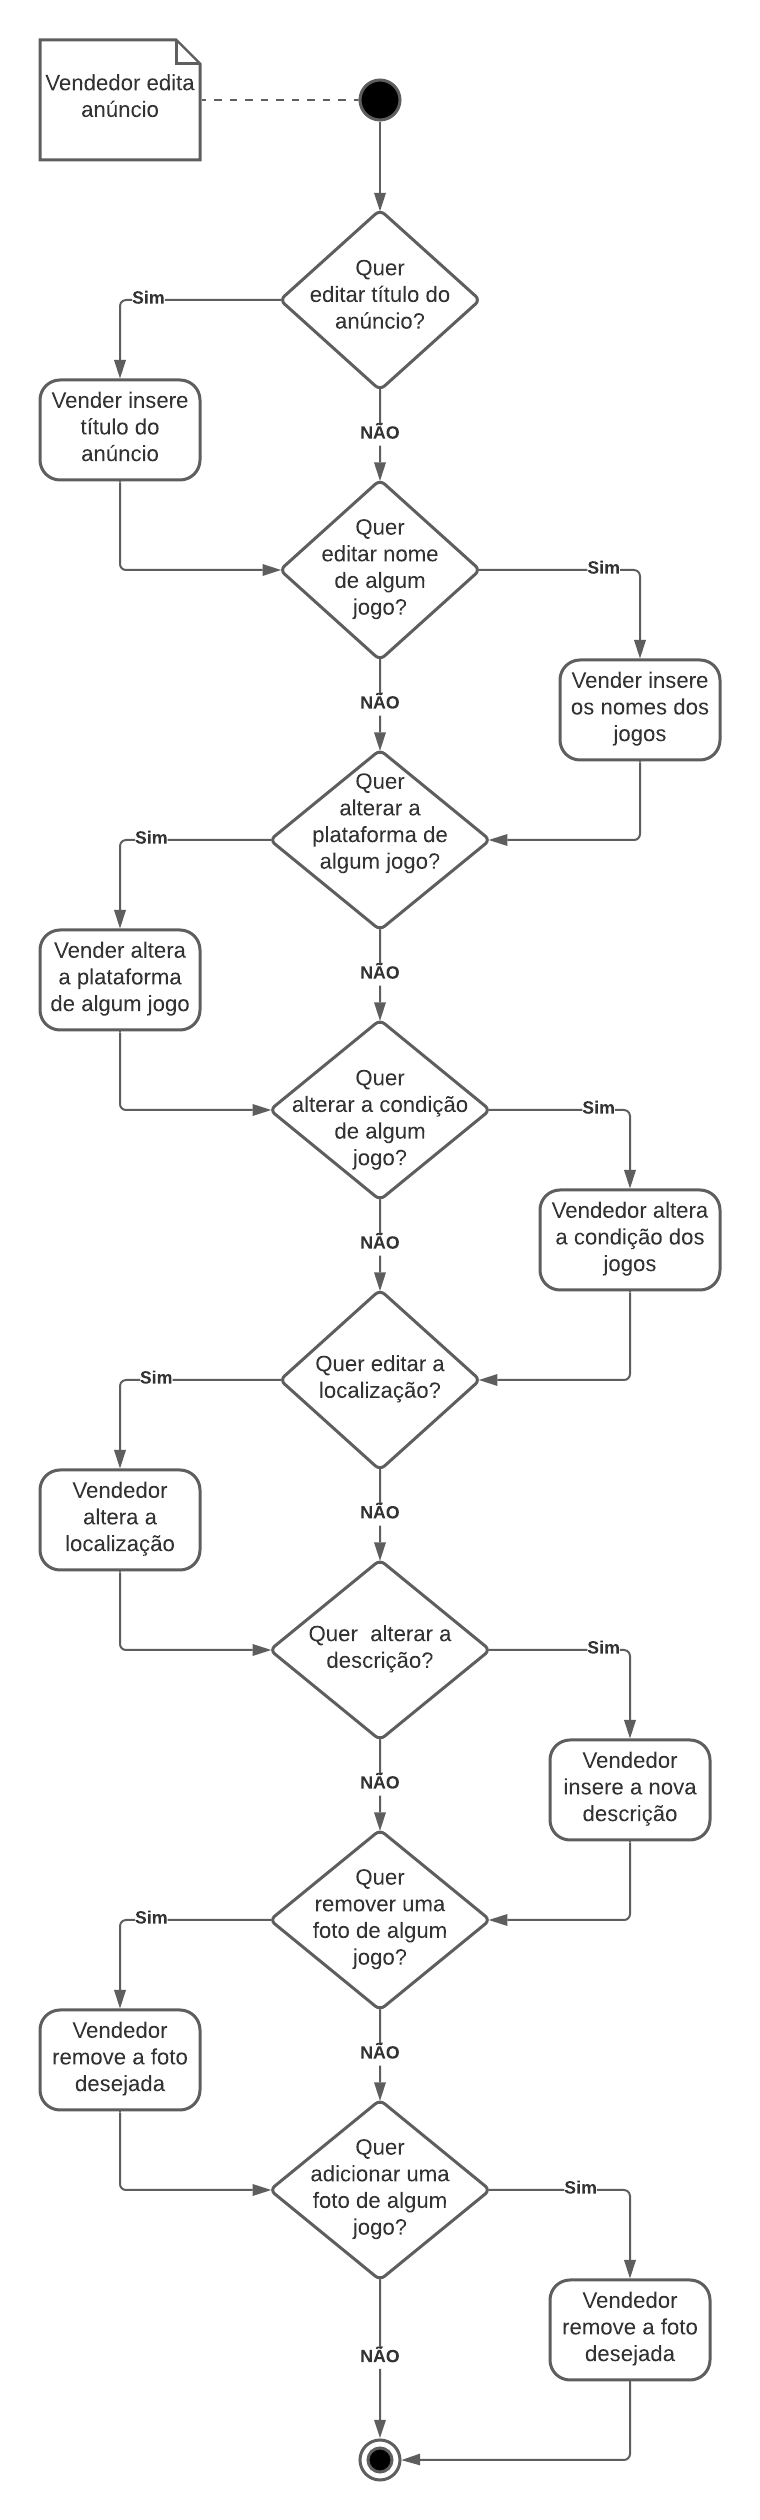 Vendedor edita
anúncio
Quer
editar título do
anúncio?
Sim
Vender insere
título do
anúncio
NÃO
Quer
editar nome
de algum
jogo?
Sim
Vender insere
os nomes dos
jogos
NÃO
Quer
alterar a
plataforma de
algum jogo?
Sim
Vender altera
a plataforma
de algum jogo
NÃO
Quer
alterar a condição
de algum
jogo?
Sim
Vendedor altera
a condição dos
jogos
NÃO
Quer editar a
localização?
Sim
Vendedor
altera a
localização
NÃO
Quer  alterar a
descrição?
Sim
Vendedor
insere a nova
descrição
NÃO
Quer
remover uma
foto de algum
jogo?
Sim
Vendedor
remove a foto
desejada
NÃO
Quer
adicionar uma
foto de algum
jogo?
Sim
Vendedor
remove a foto
desejada
NÃO